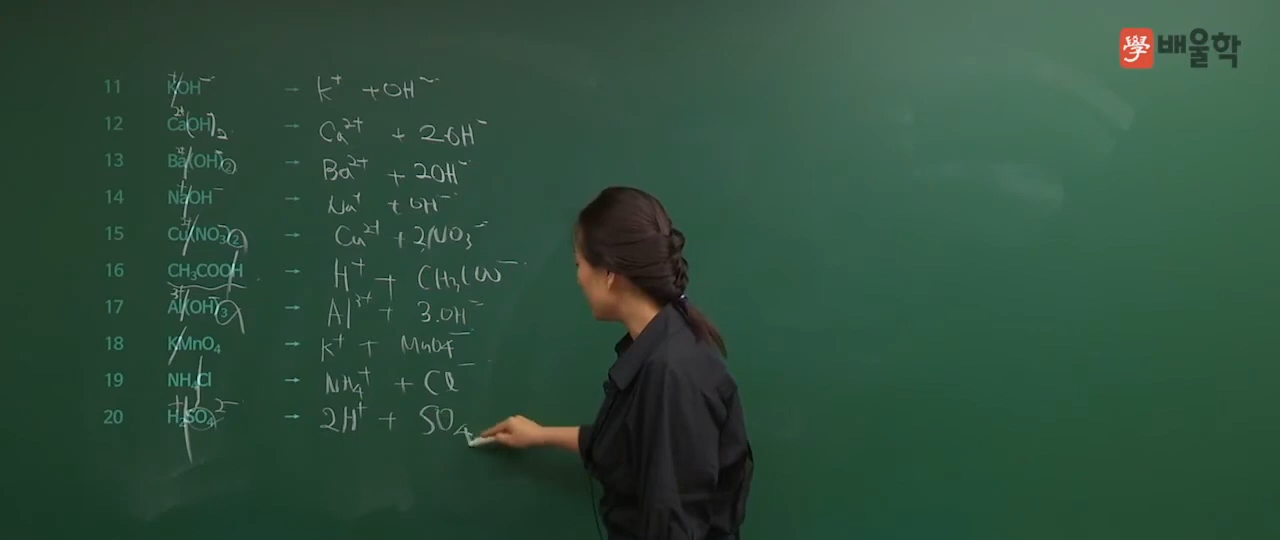 學 배울학
11 KOH⁻ → K⁺ + OH⁻
12 Ca(OH)₂ → Ca²⁺ + 2OH⁻
13 Ba(OH)₂ → Ba²⁺ + 2OH⁻
14 NaOH⁻ → Na⁺ + OH⁻
15 Cu(NO₃)₂ → Cu²⁺ + 2NO₃⁻
16 CH₃COOH → H⁺ + CH₃COO⁻
17 Al(OH)₃ → Al³⁺ + 3OH⁻
18 KMnO₄ → K⁺ + MnO₄⁻
19 NH₄Cl → NH₄⁺ + Cl⁻
20 H₂SO₄²⁻ → 2H⁺ + SO₄